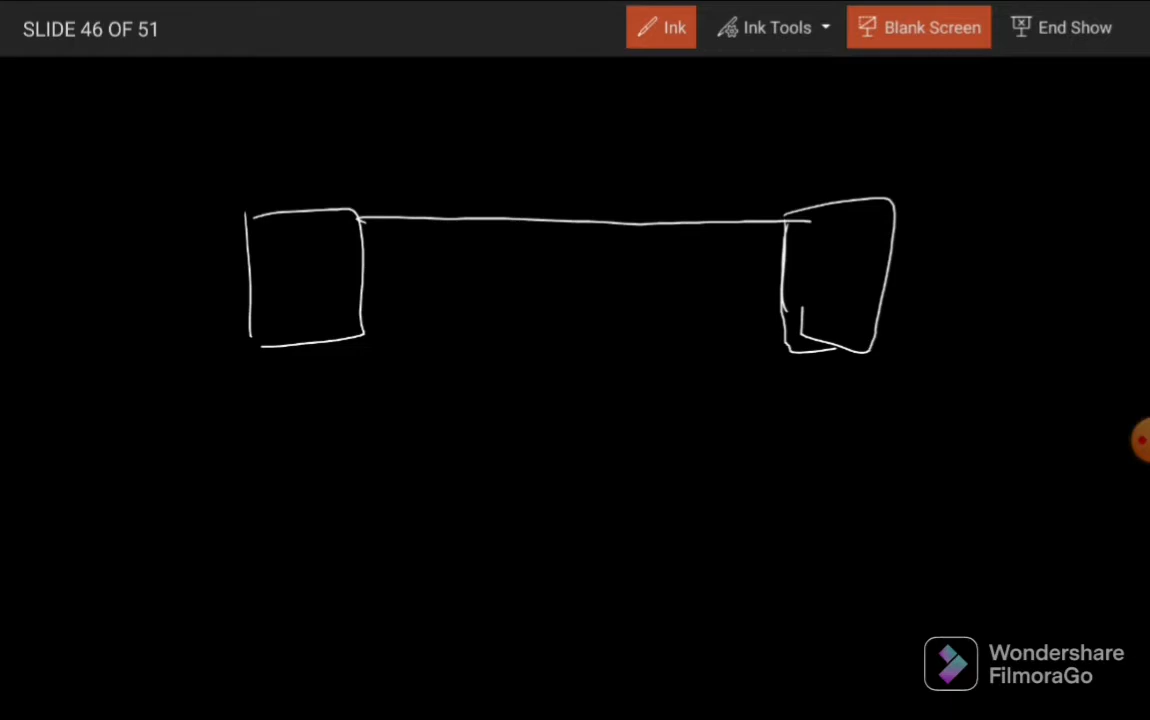 SLIDE 46 OF 51 Ink Ink Tools Blank Screen End Show
Wondershare
FilmoraGo